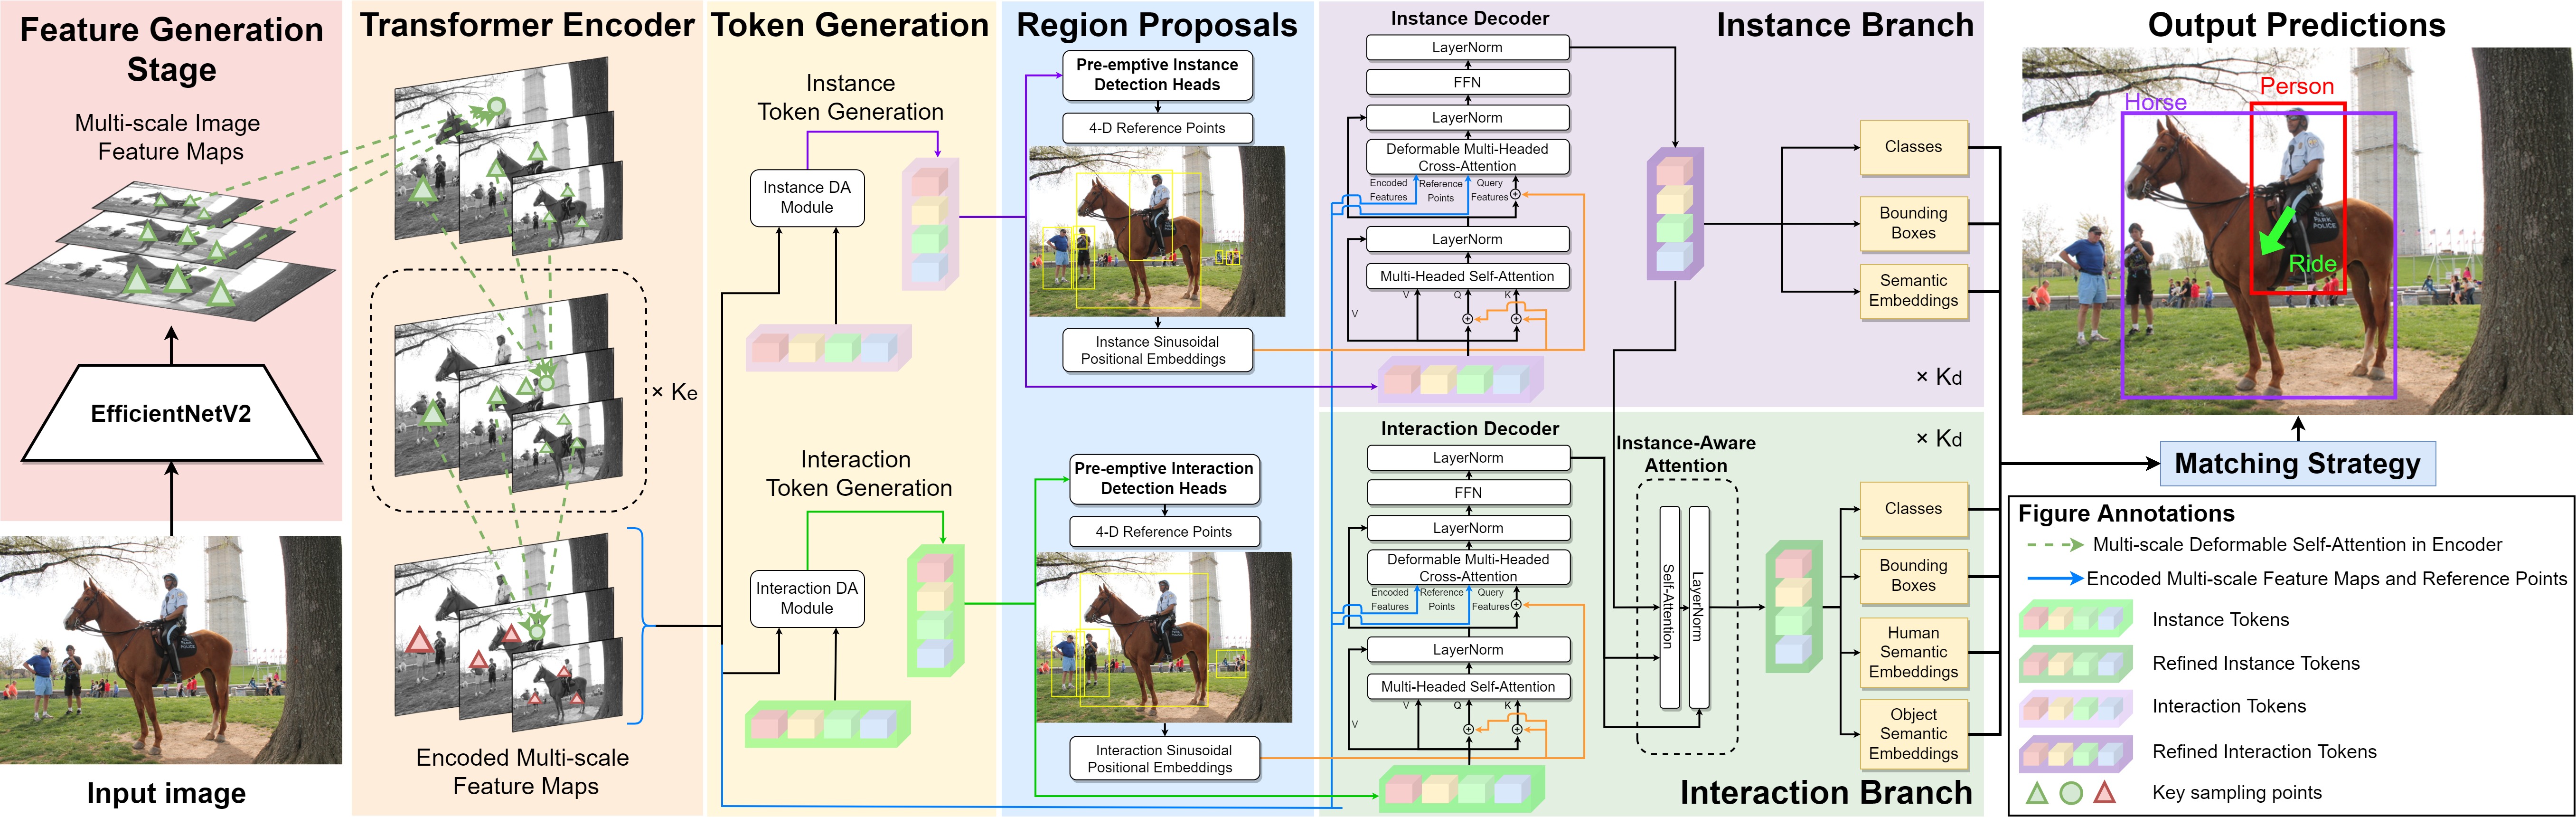 Feature Generation
Stage
Multi-scale Image
Feature Maps
EfficientNetV2
Input image
Transformer Encoder
× Ke
Encoded Multi-scale
Feature Maps
Token Generation
Instance
Token Generation
Instance DA
Module
Interaction
Token Generation
Interaction DA
Module
Region Proposals
Pre-emptive Instance
Detection Heads
4-D Reference Points
Instance Sinusoidal
Positional Embeddings
Pre-emptive Interaction
Detection Heads
4-D Reference Points
Interaction Sinusoidal
Positional Embeddings
Instance Branch
Instance Decoder
LayerNorm
FFN
LayerNorm
Deformable Multi-Headed
Cross-Attention
Encoded
Features
Reference
Points
Query
Features
LayerNorm
Multi-Headed Self-Attention
V
Q
K
V
× Kd
Classes
Bounding
Boxes
Semantic
Embeddings
Interaction Decoder
LayerNorm
FFN
LayerNorm
Deformable Multi-Headed
Cross-Attention
Encoded
Features
Reference
Points
Query
Features
LayerNorm
Multi-Headed Self-Attention
V
Q
K
V
Instance-Aware
Attention
Self-Attention
LayerNorm
× Kd
Classes
Bounding
Boxes
Human
Semantic
Embeddings
Object
Semantic
Embeddings
Interaction Branch
Output Predictions
Horse
Person
Ride
PARK
POLICE
Matching Strategy
Figure Annotations
Multi-scale Deformable Self-Attention in Encoder
Encoded Multi-scale Feature Maps and Reference Points
Instance Tokens
Refined Instance Tokens
Interaction Tokens
Refined Interaction Tokens
Key sampling points